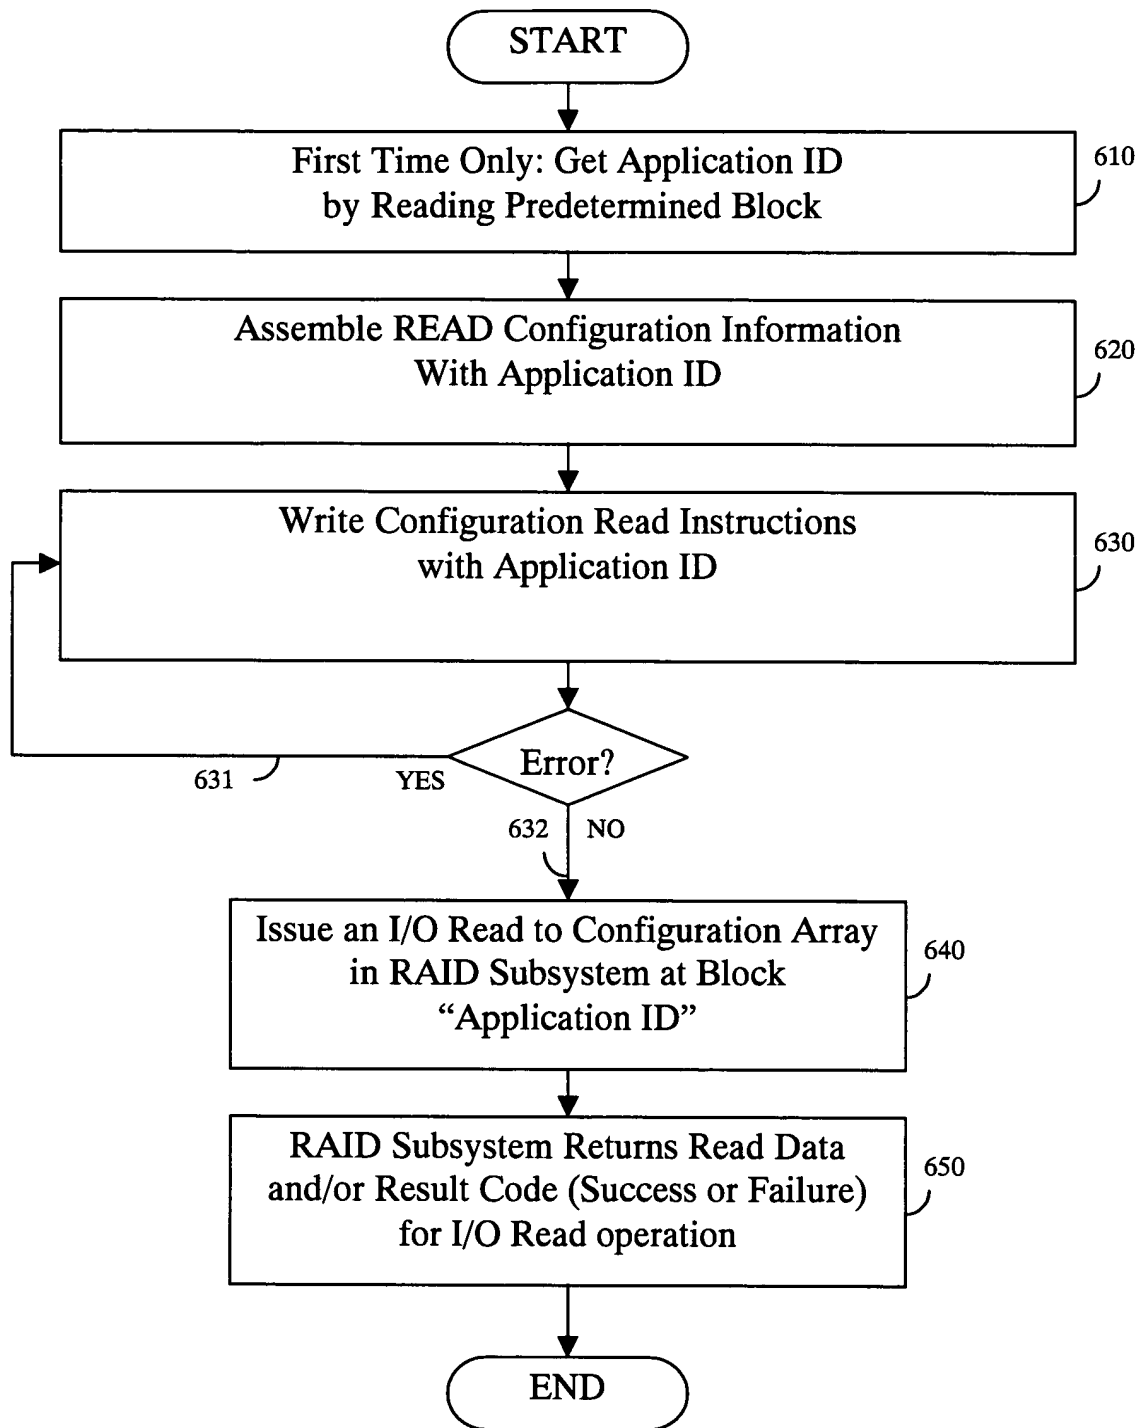 START
First Time Only: Get Application ID
by Reading Predetermined Block
610
Assemble READ Configuration Information
With Application ID
620
Write Configuration Read Instructions
with Application ID
630
Error?
631
YES
632
NO
Issue an I/O Read to Configuration Array
in RAID Subsystem at Block
“Application ID”
640
RAID Subsystem Returns Read Data
and/or Result Code (Success or Failure)
for I/O Read operation
650
END